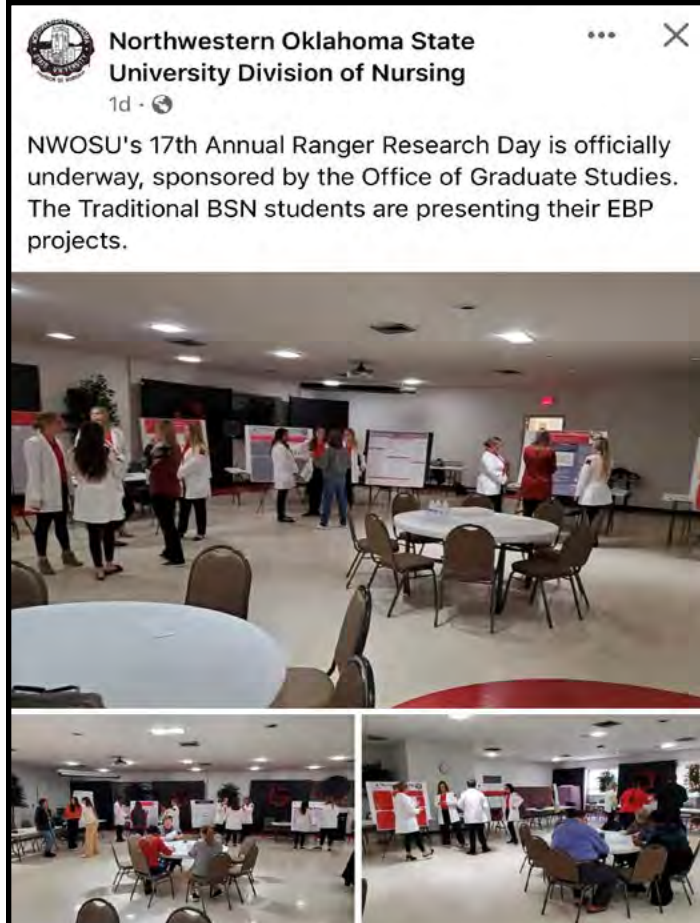 Northwestern Oklahoma State
University Division of Nursing
1d ·
NWOSU's 17th Annual Ranger Research Day is officially
underway, sponsored by the Office of Graduate Studies.
The Traditional BSN students are presenting their EBP
projects.